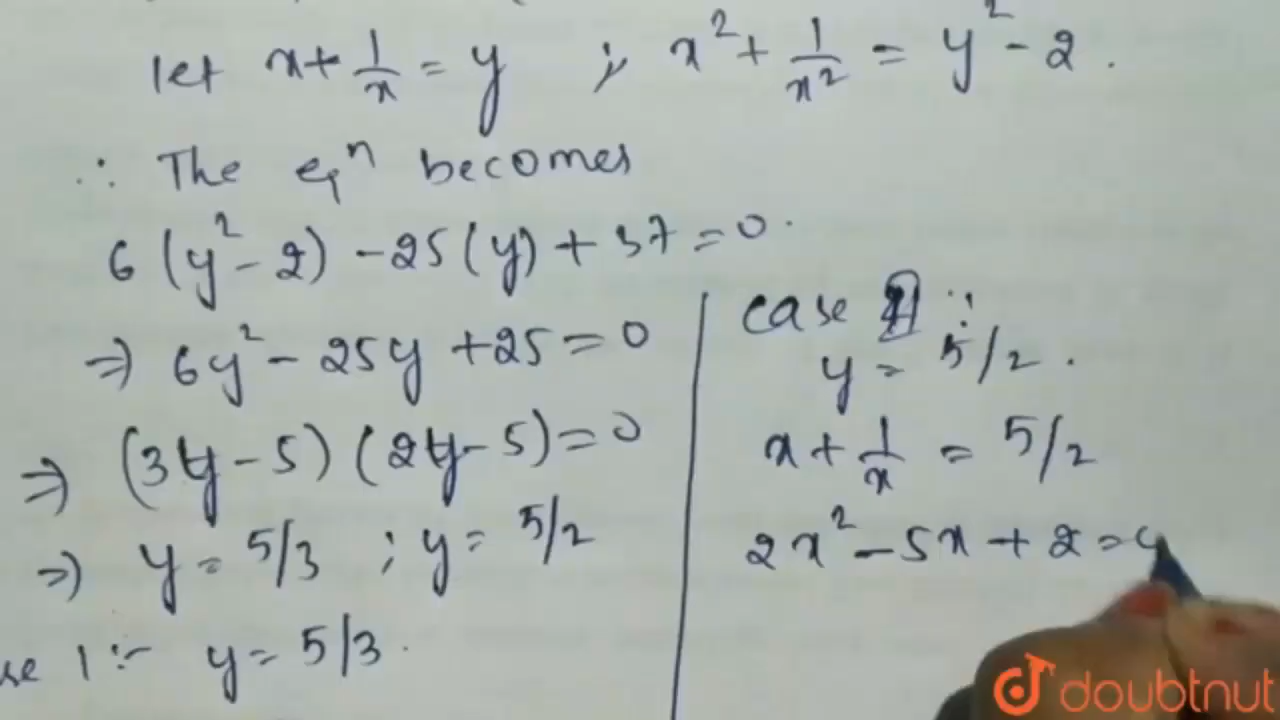 let x + 1/x = y ; x² + 1/x² = y² - 2 .
∴ The eqⁿ becomes
6 (y² - 2) - 25 (y) + 37 = 0 .
⇒ 6y² - 25y + 25 = 0
⇒ (3y - 5) (2y - 5) = 0
⇒ y = 5/3 ; y = 5/2
se 1 :- y = 5/3 .
case II :
y = 5/2 .
x + 1/x = 5/2
2x² - 5x + 2 =
doubtnut